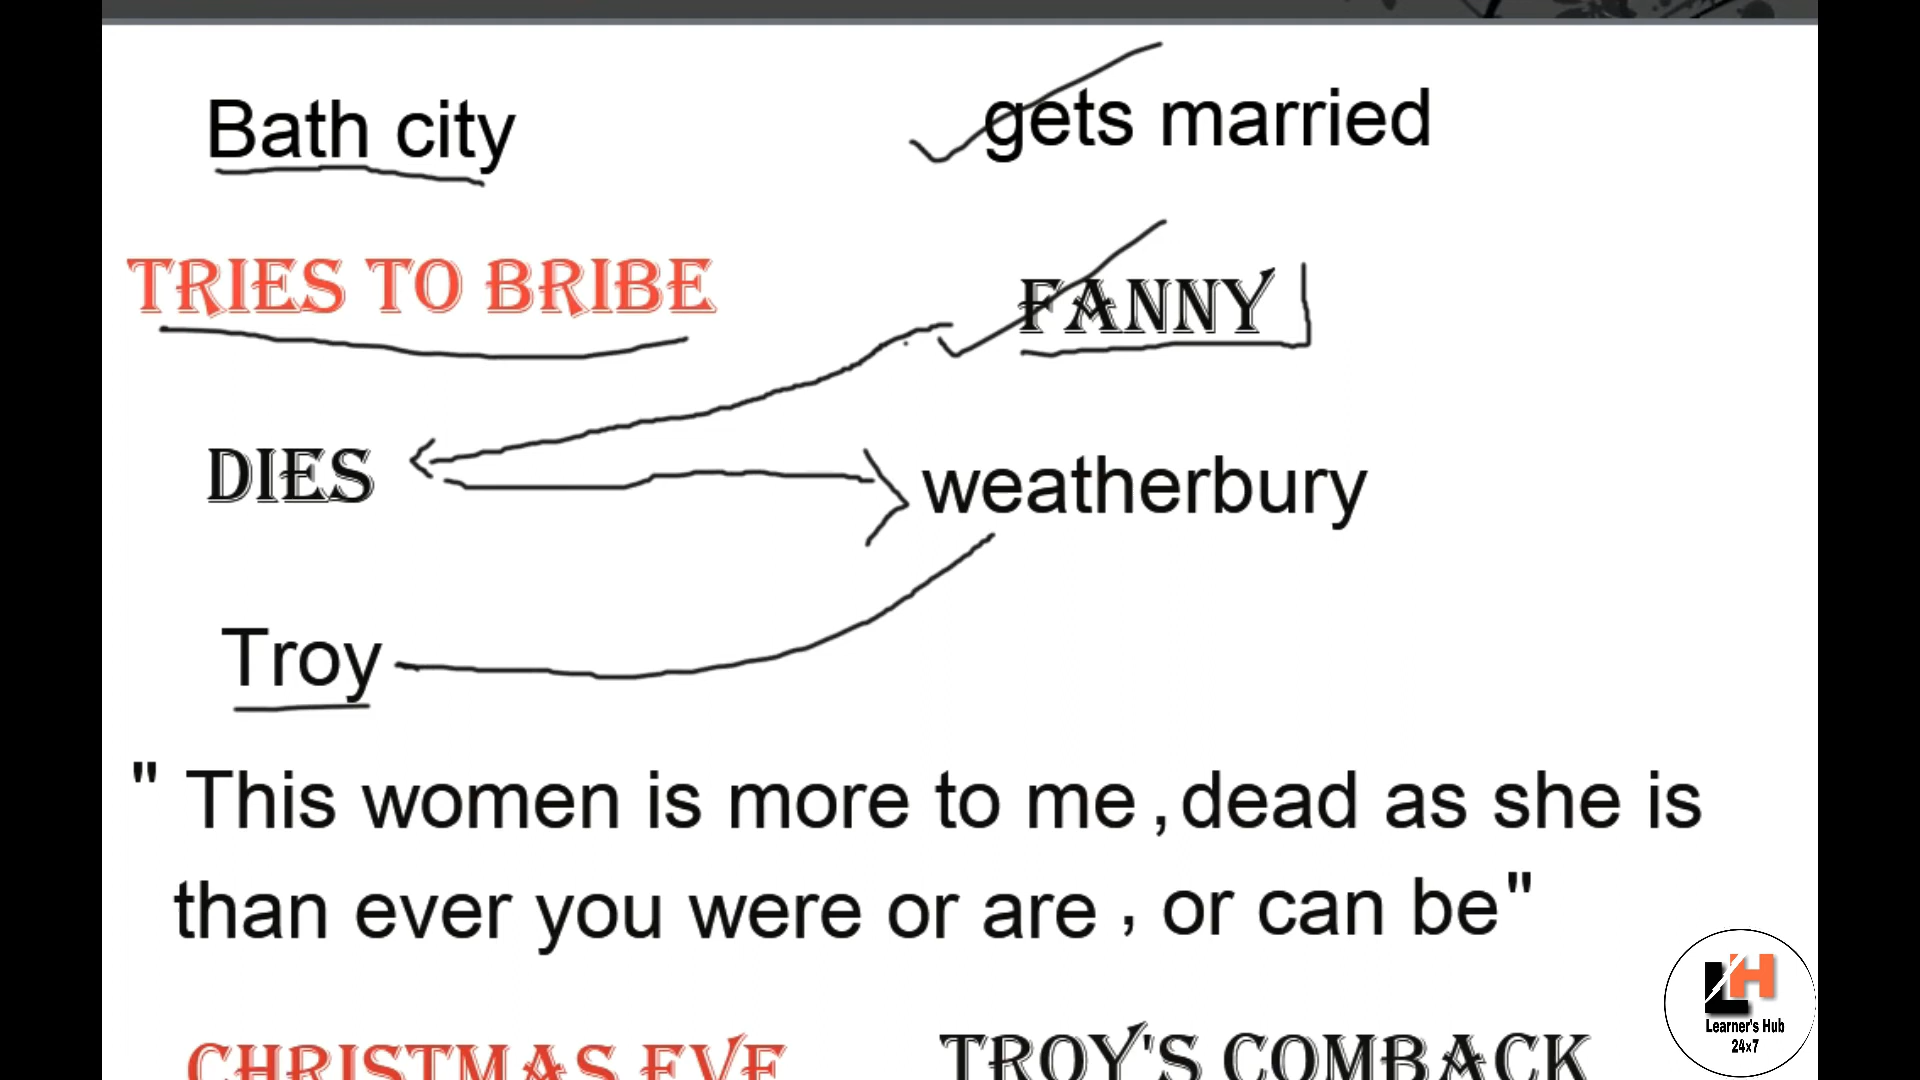 Bath city
gets married
TRIES TO BRIBE
FANNY
DIES
weatherbury
Troy
" This women is more to me , dead as she is
than ever you were or are , or can be"
CHRISTMAS EVE
TROY'S COMBACK
LH
Learner's Hub
24x7